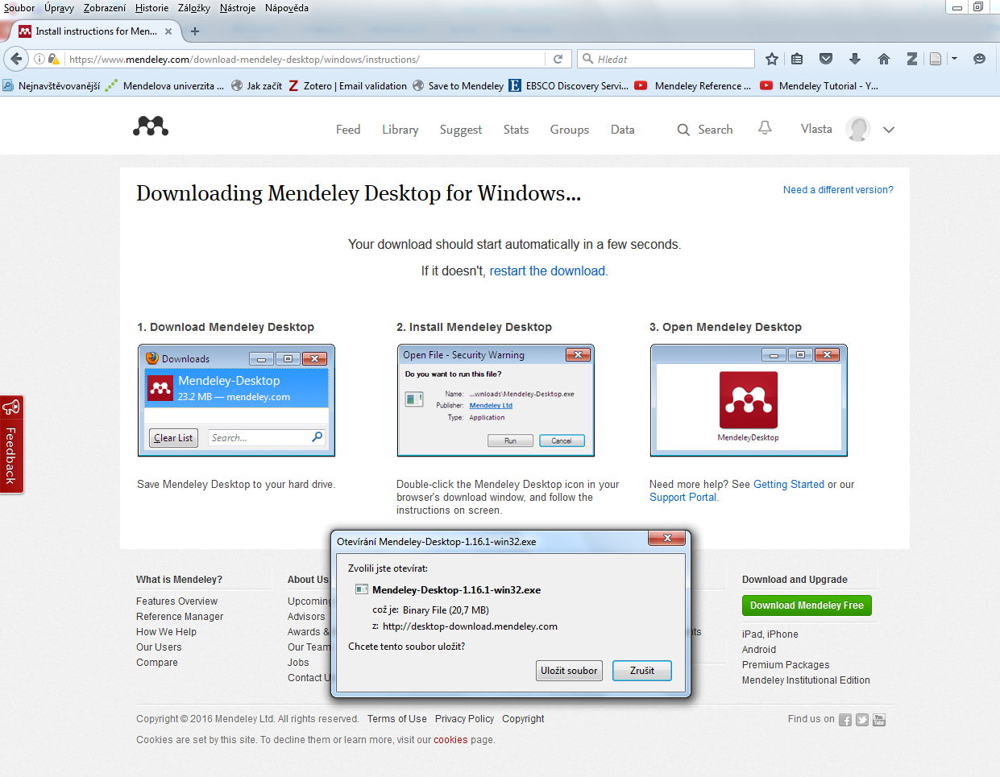 Soubor Úpravy Zobrazení Historie Záložky Nástroje Nápověda
Install instructions for Men...
https://www.mendeley.com/download-mendeley-desktop/windows/instructions/
Hledat
Nejnavštěvovanější Mendelova univerzita ... Jak začít Zotero | Email validation Save to Mendeley EBSCO Discovery Servi... Mendeley Reference ... Mendeley Tutorial - Y...
Feed Library Suggest Stats Groups Data Search Vlasta
Downloading Mendeley Desktop for Windows...
Need a different version?
Your download should start automatically in a few seconds.
If it doesn't, restart the download.
1. Download Mendeley Desktop
Downloads
Mendeley-Desktop
23.2 MB — mendeley.com
Clear List Search...
Save Mendeley Desktop to your hard drive.
2. Install Mendeley Desktop
Open File - Security Warning
Do you want to run this file?
Name: ...wnloads\Mendeley-Desktop.exe
Publisher: Mendeley Ltd
Type: Application
Run Cancel
Double-click the Mendeley Desktop icon in your
browser's download window, and follow the
instructions on screen.
3. Open Mendeley Desktop
MendeleyDesktop
Need more help? See Getting Started or our
Support Portal.
Feedback
Otevírání Mendeley-Desktop-1.16.1-win32.exe
Zvolili jste otevírat:
Mendeley-Desktop-1.16.1-win32.exe
což je: Binary File (20,7 MB)
z: http://desktop-download.mendeley.com
Chcete tento soubor uložit?
Uložit soubor Zrušit
What is Mendeley?
Features Overview
Reference Manager
How We Help
Our Users
Compare
About Us
Upcoming
Advisors
Awards &
Our Team
Jobs
Contact U
Download and Upgrade
Download Mendeley Free
iPad, iPhone
Android
Premium Packages
Mendeley Institutional Edition
Copyright © 2016 Mendeley Ltd. All rights reserved. Terms of Use Privacy Policy Copyright
Find us on
Cookies are set by this site. To decline them or learn more, visit our cookies page.